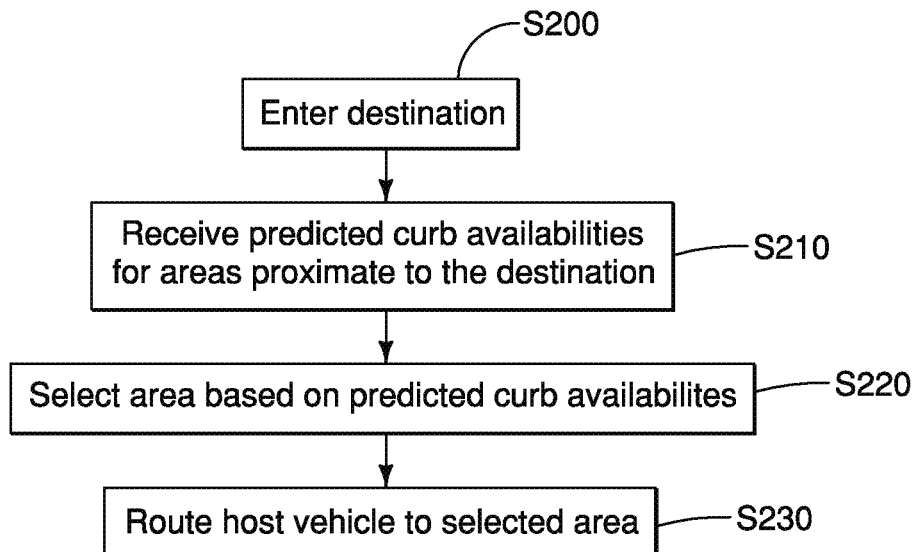 S200
Enter destination
Receive predicted curb availabilities
for areas proximate to the destination
S210
Select area based on predicted curb availabilites
S220
Route host vehicle to selected area
S230